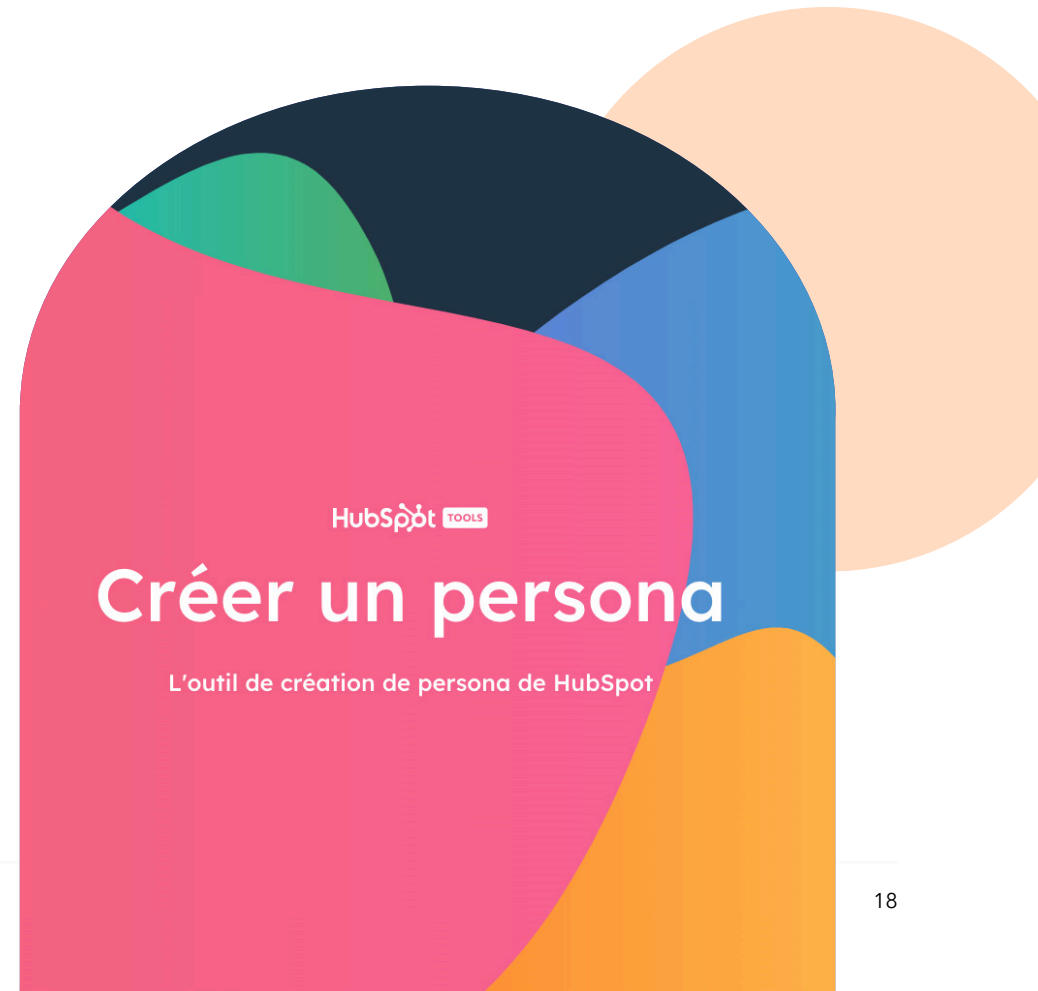 HubSpot TOOLS
Créer un persona
L'outil de création de persona de HubSpot
18